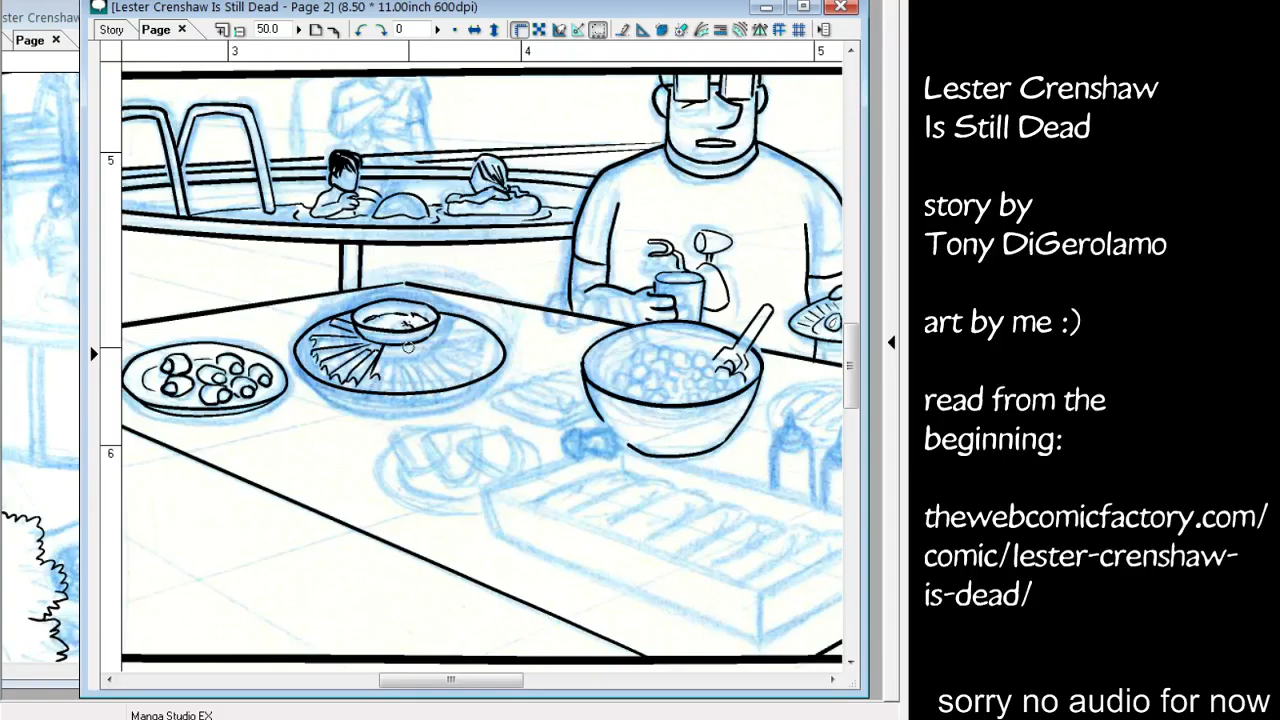 ster Crenshaw
[Lester Crenshaw Is Still Dead - Page 2] (8.50 * 11.00inch 600dpi)
Page
Story
Page
50.0
0
3
4
5
5
6
Manga Studio EX
Lester Crenshaw
Is Still Dead
story by
Tony DiGerolamo
art by me :)
read from the
beginning:
thewebcomicfactory.com/
comic/lester-crenshaw-
is-dead/
sorry no audio for now